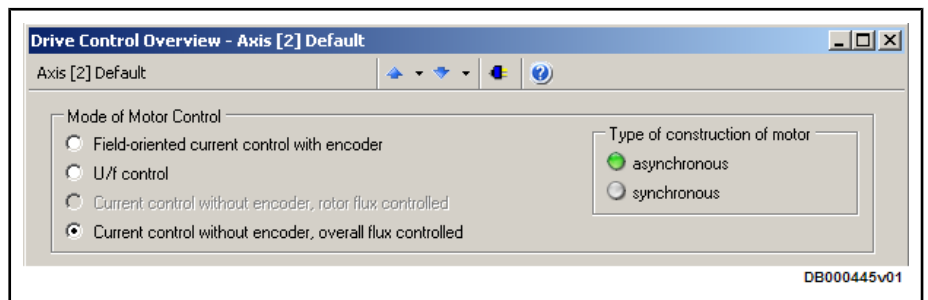 Drive Control Overview - Axis [2] Default
Axis [2] Default
Mode of Motor Control
Field-oriented current control with encoder
U/f control
Current control without encoder, rotor flux controlled
Current control without encoder, overall flux controlled
Type of construction of motor
asynchronous
synchronous
DB000445v01